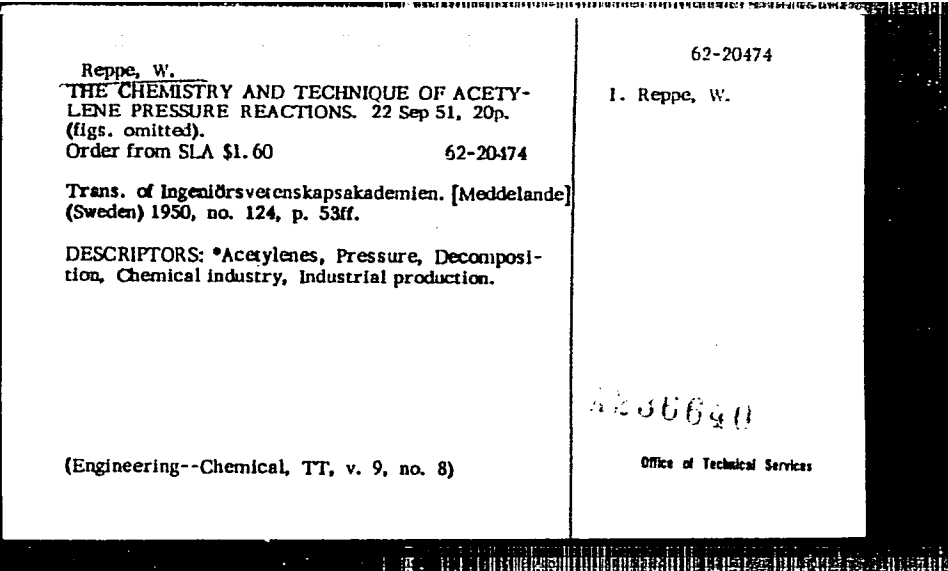 Reppe, W.
THE CHEMISTRY AND TECHNIQUE OF ACETY-
LENE PRESSURE REACTIONS. 22 Sep 51, 20p.
(figs. omitted).
Order from SLA $1.60 62-20474
Trans. of Ingeniörsvetenskapsakademien. [Meddelande]
(Sweden) 1950, no. 124, p. 53ff.
DESCRIPTORS: *Acetylenes, Pressure, Decomposi-
tion, Chemical industry, Industrial production.
(Engineering--Chemical, TT, v. 9, no. 8)
62-20474
I. Reppe, W.
Office of Technical Services